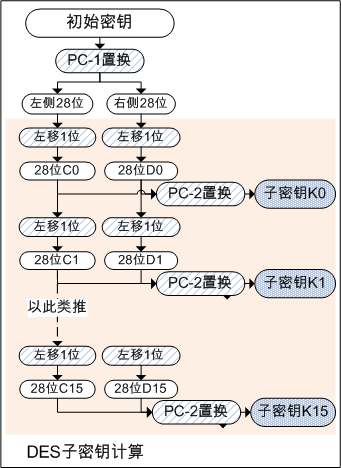 初始密钥
PC-1置换
左侧28位 右侧28位
左移1位 左移1位
28位C0 28位D0
PC-2置换 子密钥K0
左移1位 左移1位
28位C1 28位D1
PC-2置换 子密钥K1
以此类推
左移1位 左移1位
28位C15 28位D15
PC-2置换 子密钥K15
DES子密钥计算